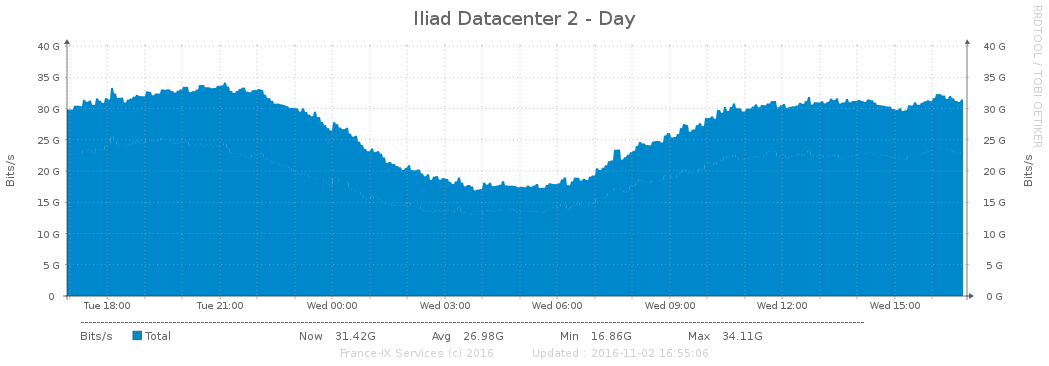 Iliad Datacenter 2 - Day
RRDTOOL / TOBI OETIKER
Bits/s
40 G 40 G
35 G 35 G
30 G 30 G
25 G 25 G
20 G 20 G
15 G 15 G
10 G 10 G
5 G 5 G
0 0 G
Bits/s
Tue 18:00 Tue 21:00 Wed 00:00 Wed 03:00 Wed 06:00 Wed 09:00 Wed 12:00 Wed 15:00
Bits/s Total Now 31.42G Avg 26.98G Min 16.86G Max 34.11G
France-IX Services (c) 2016 Updated : 2016-11-02 16:55:06